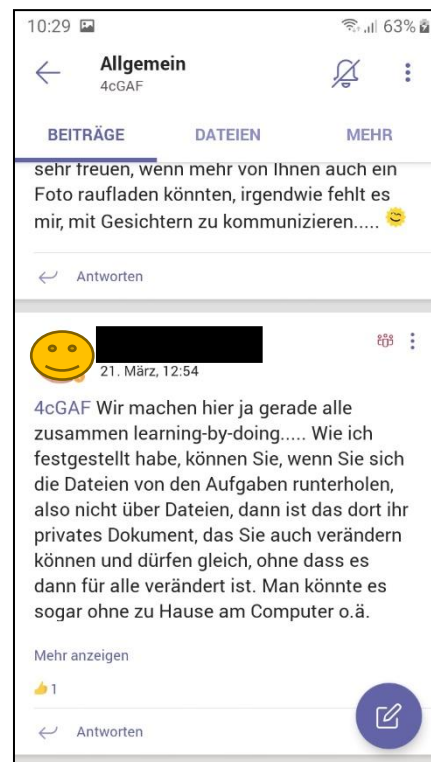 10:29 63%
Allgemein
4cGAF
BEITRÄGE DATEIEN MEHR
sehr freuen, wenn mehr von Ihnen auch ein
Foto raufladen könnten, irgendwie fehlt es
mir, mit Gesichtern zu kommunizieren.....
Antworten
21. März, 12:54
4cGAF Wir machen hier ja gerade alle
zusammen learning-by-doing..... Wie ich
festgestellt habe, können Sie, wenn Sie sich
die Dateien von den Aufgaben runterholen,
also nicht über Dateien, dann ist das dort ihr
privates Dokument, das Sie auch verändern
können und dürfen gleich, ohne dass es
dann für alle verändert ist. Man könnte es
sogar ohne zu Hause am Computer o.ä.
Mehr anzeigen
1
Antworten